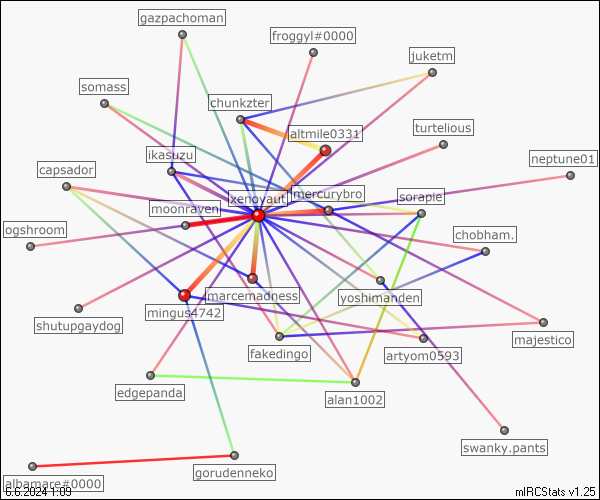 gazpachoman
froggyl#0000
juketm
somass
chunkzter
altmile0331
turtelious
ikasuzu
neptune01
capsador
xenoyaut
mercurybro
sorapie
moonraven
ogshroom
chobham.
marcemadness
yoshimanden
mingus4742
shutupgaydog
majestico
fakedingo
artyom0593
edgepanda
alan1002
swanky.pants
gorudenneko
albamare#0000
6.6.2024 1:09
mIRCStats v1.25